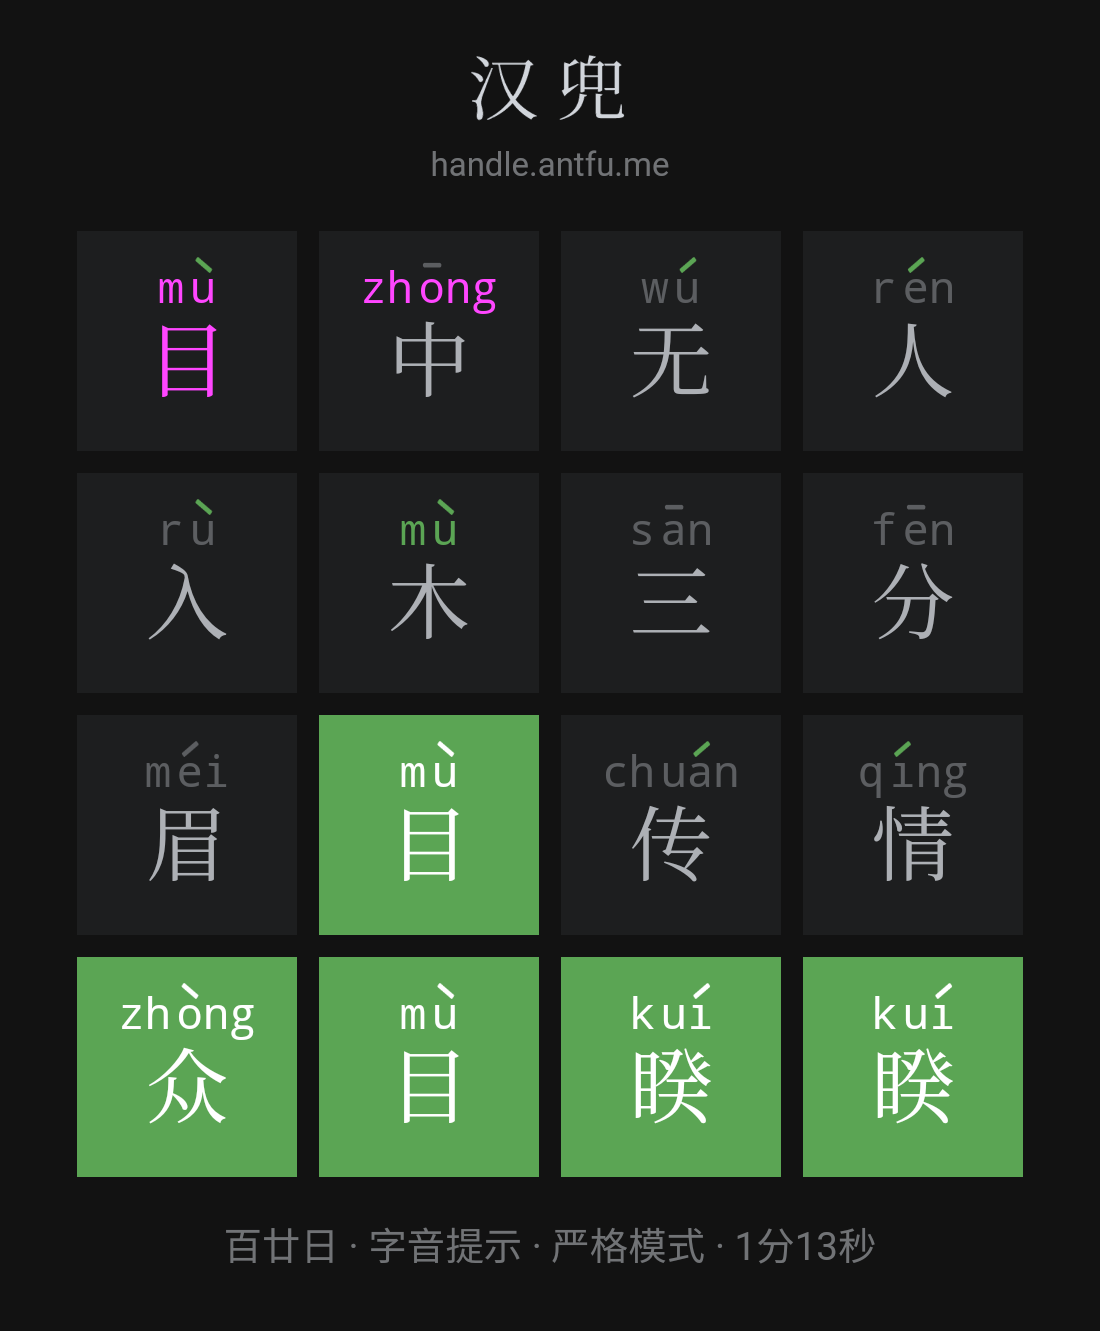 汉兜
handle.antfu.me
mù zhōng wú rén
目 中 无 人
rù mù sān fēn
入 木 三 分
méi mù chuán qíng
眉 目 传 情
zhòng mù kuí kuí
众 目 睽 睽
百廿日 · 字音提示 · 严格模式 · 1分13秒